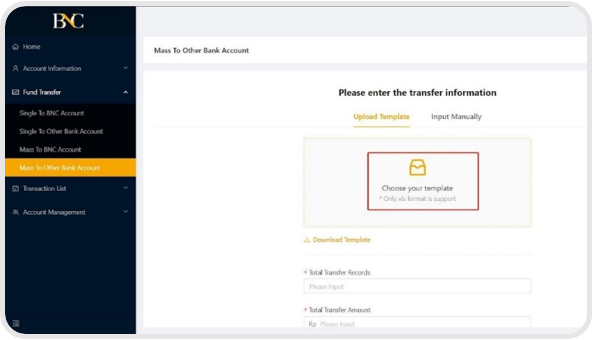 BNC
Home
Mass To Other Bank Account
Account Information
Fund Transfer
Single To BNC Account
Single To Other Bank Account
Mass To BNC Account
Mass To Other Bank Account
Transaction List
Account Management
Please enter the transfer information
Upload Template Input Manually
Choose your template
* Only xls format is support
Download Template
* Total Transfer Records
Please Input
* Total Transfer Amount
Rp Please Input